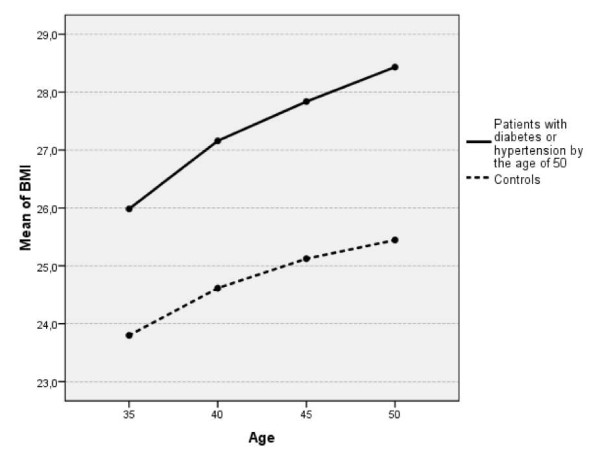 29,0
28,0
27,0
26,0
25,0
24,0
23,0
Mean of BMI
35 40 45 50
Age
Patients with
diabetes or
hypertension by
the age of 50
Controls